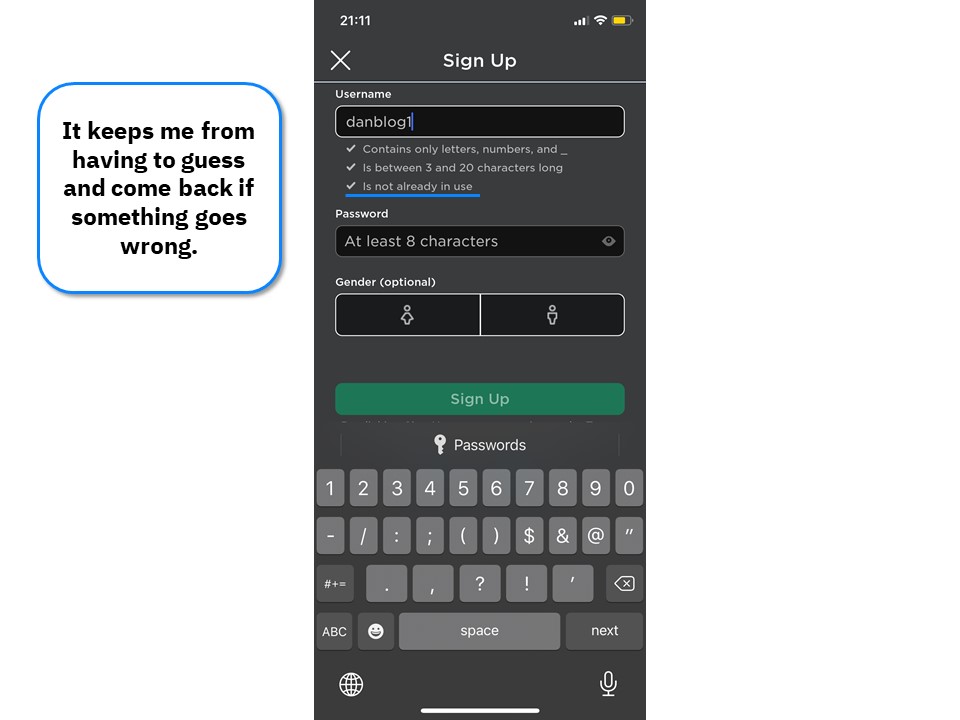 It keeps me from
having to guess
and come back if
something goes
wrong.
21:11
Sign Up
Username
danblog1
Contains only letters, numbers, and _
Is between 3 and 20 characters long
Is not already in use
Password
At least 8 characters
Gender (optional)
Sign Up
Passwords
1 2 3 4 5 6 7 8 9 0
- / : ; ( ) $ & @ "
#+= . , ? ! '
ABC space next